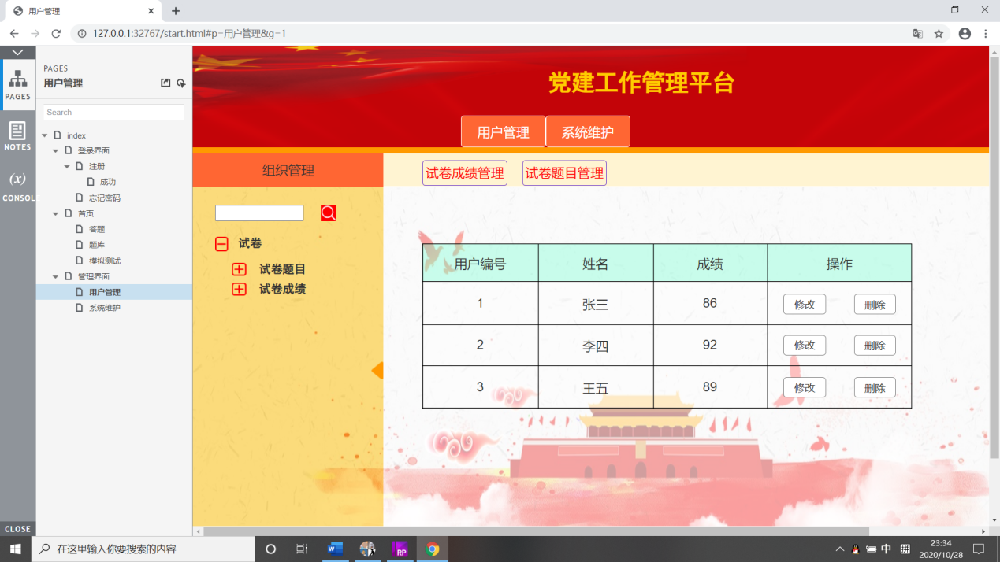 用户管理
127.0.0.1:32767/start.html#p=用户管理&g=1
PAGES
NOTES
(x)
CONSOL
CLOSE
PAGES
用户管理
Search
index
登录界面
注册
成功
忘记密码
首页
答题
题库
模拟测试
管理界面
用户管理
系统维护
党建工作管理平台
用户管理 系统维护
组织管理
试卷
试卷题目
试卷成绩
试卷成绩管理 试卷题目管理
用户编号 姓名 成绩 操作
1 张三 86 修改 删除
2 李四 92 修改 删除
3 王五 89 修改 删除
在这里输入你要搜索的内容
W
RP
中 拼
23:34
2020/10/28